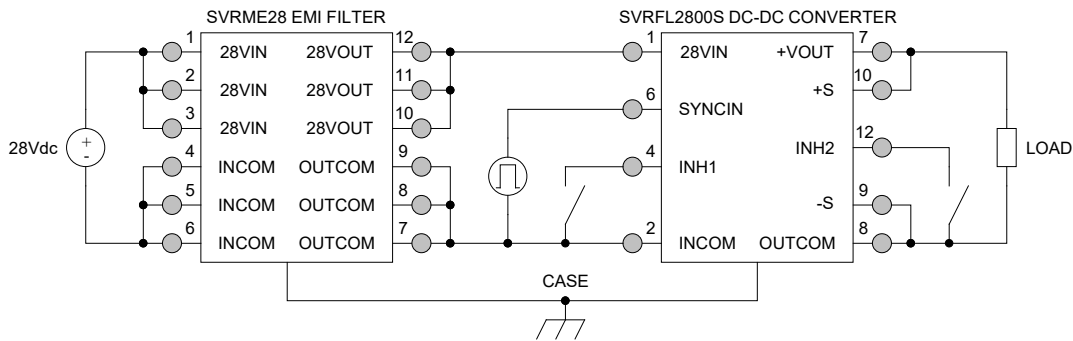 SVRME28 EMI FILTER
SVRFL2800S DC-DC CONVERTER
1 28VIN 28VOUT 12
2 28VIN 28VOUT 11
3 28VIN 28VOUT 10
4 INCOM OUTCOM 9
5 INCOM OUTCOM 8
6 INCOM OUTCOM 7
28Vdc
+
-
1 28VIN +VOUT 7
+S 10
6 SYNCIN
INH2 12
4 INH1
-S 9
2 INCOM OUTCOM 8
LOAD
CASE